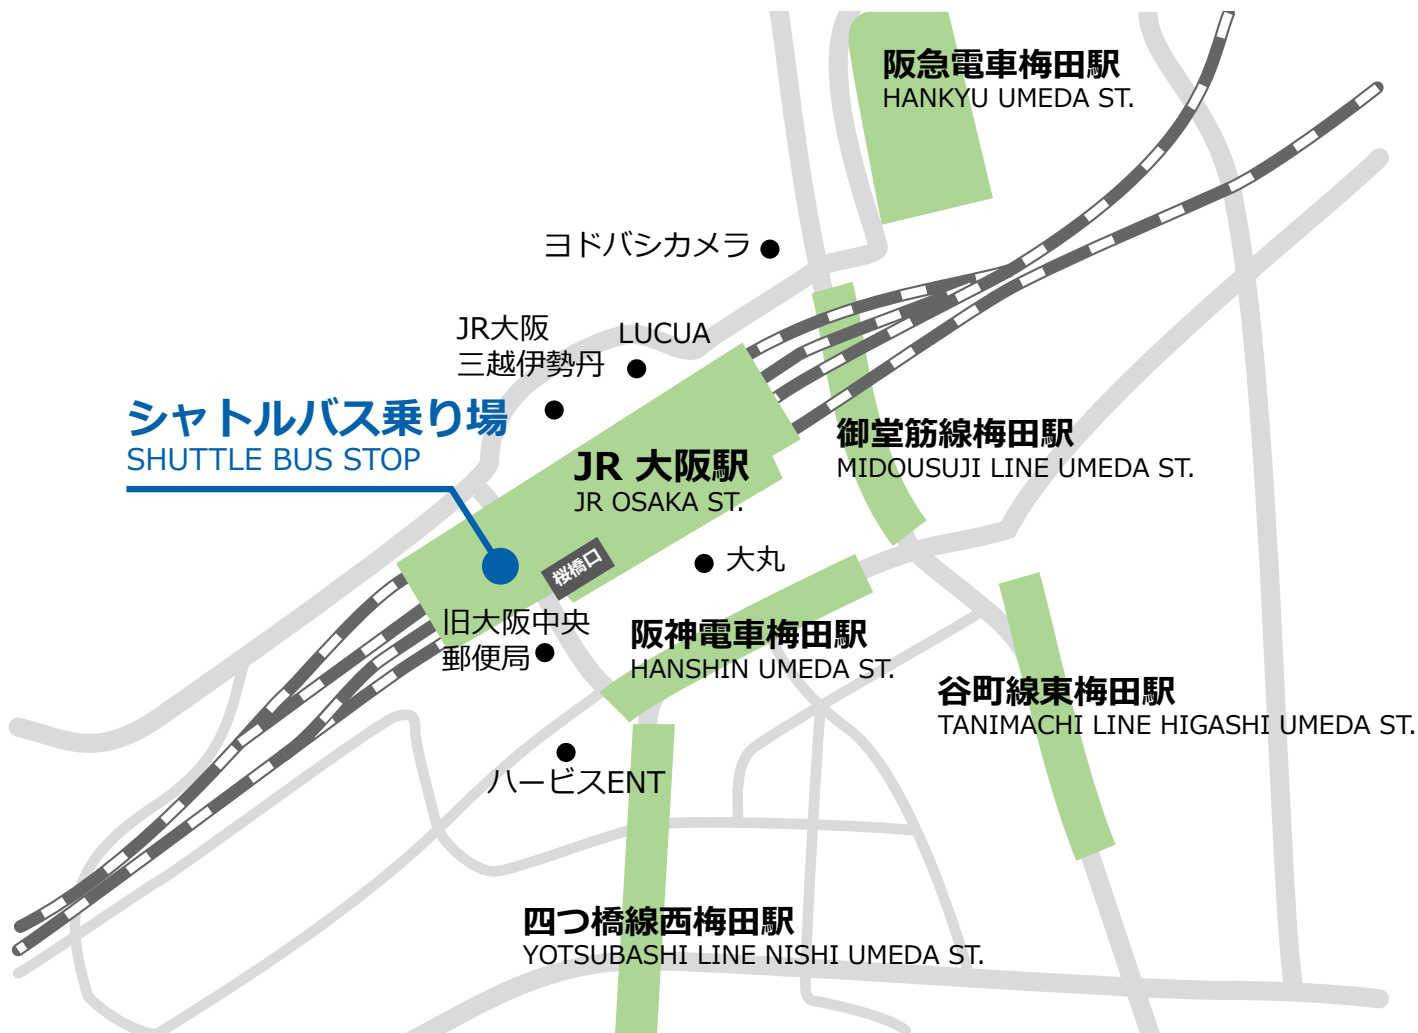 阪急電車梅田駅
HANKYU UMEDA ST.
ヨドバシカメラ
JR大阪
三越伊勢丹
LUCUA
シャトルバス乗り場
SHUTTLE BUS STOP
JR 大阪駅
JR OSAKA ST.
御堂筋線梅田駅
MIDOUSUJI LINE UMEDA ST.
桜橋口
大丸
旧大阪中央
郵便局
阪神電車梅田駅
HANSHIN UMEDA ST.
谷町線東梅田駅
TANIMACHI LINE HIGASHI UMEDA ST.
ハービスENT
四つ橋線西梅田駅
YOTSUBASHI LINE NISHI UMEDA ST.